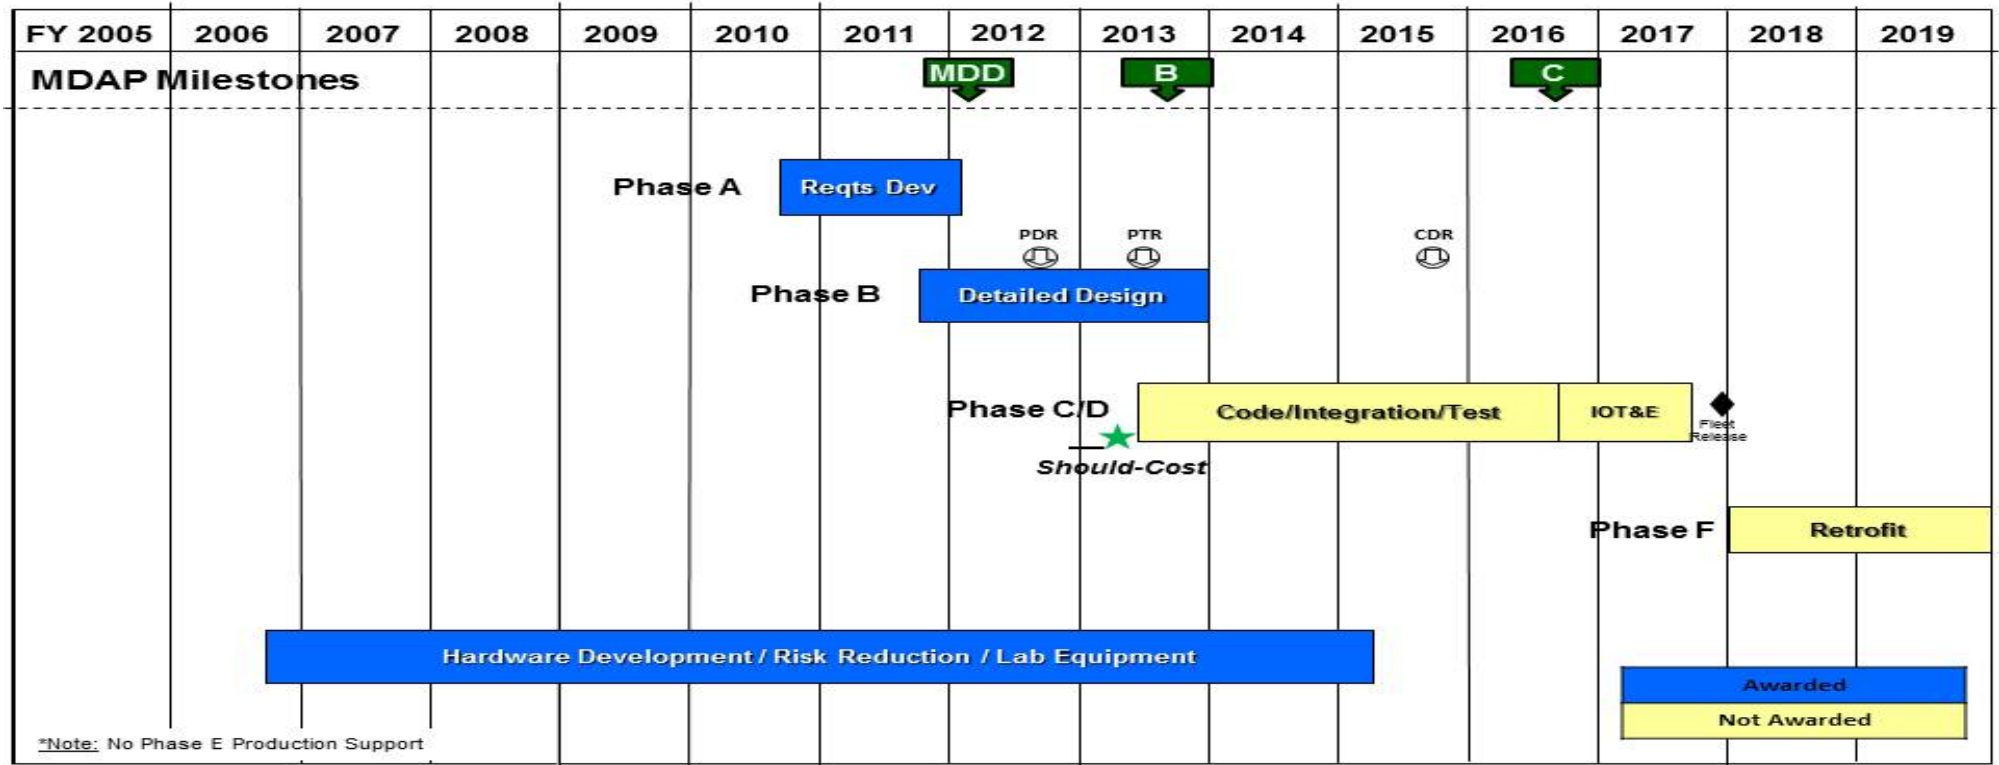 FY 2005 2006 2007 2008 2009 2010 2011 2012 2013 2014 2015 2016 2017 2018 2019
MDAP Milestones MDD B C
Phase A Reqts Dev
PDR PTR CDR
Phase B Detailed Design
Phase C/D Code/Integration/Test IOT&E
Fleet
Release
Should-Cost
Phase F Retrofit
Hardware Development / Risk Reduction / Lab Equipment
Awarded
Not Awarded
*Note: No Phase E Production Support